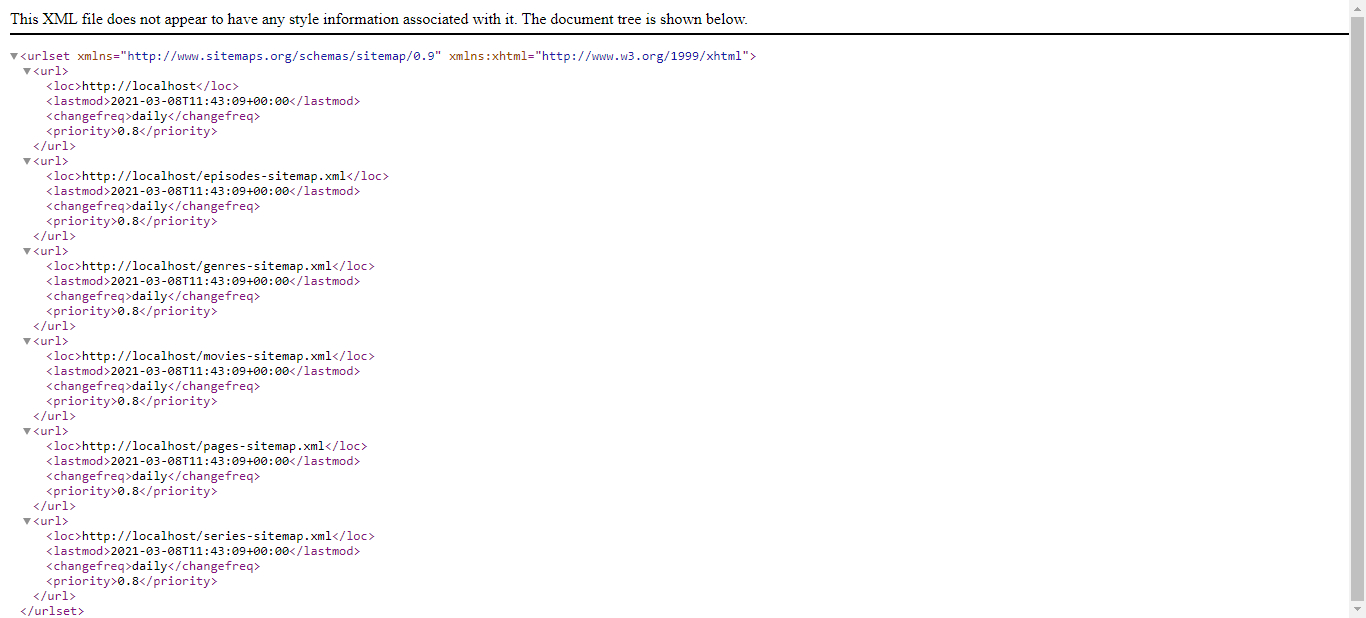 This XML file does not appear to have any style information associated with it. The document tree is shown below.
▼<urlset xmlns="http://www.sitemaps.org/schemas/sitemap/0.9" xmlns:xhtml="http://www.w3.org/1999/xhtml">
▼<url>
<loc>http://localhost</loc>
<lastmod>2021-03-08T11:43:09+00:00</lastmod>
<changefreq>daily</changefreq>
<priority>0.8</priority>
</url>
▼<url>
<loc>http://localhost/episodes-sitemap.xml</loc>
<lastmod>2021-03-08T11:43:09+00:00</lastmod>
<changefreq>daily</changefreq>
<priority>0.8</priority>
</url>
▼<url>
<loc>http://localhost/genres-sitemap.xml</loc>
<lastmod>2021-03-08T11:43:09+00:00</lastmod>
<changefreq>daily</changefreq>
<priority>0.8</priority>
</url>
▼<url>
<loc>http://localhost/movies-sitemap.xml</loc>
<lastmod>2021-03-08T11:43:09+00:00</lastmod>
<changefreq>daily</changefreq>
<priority>0.8</priority>
</url>
▼<url>
<loc>http://localhost/pages-sitemap.xml</loc>
<lastmod>2021-03-08T11:43:09+00:00</lastmod>
<changefreq>daily</changefreq>
<priority>0.8</priority>
</url>
▼<url>
<loc>http://localhost/series-sitemap.xml</loc>
<lastmod>2021-03-08T11:43:09+00:00</lastmod>
<changefreq>daily</changefreq>
<priority>0.8</priority>
</url>
</urlset>